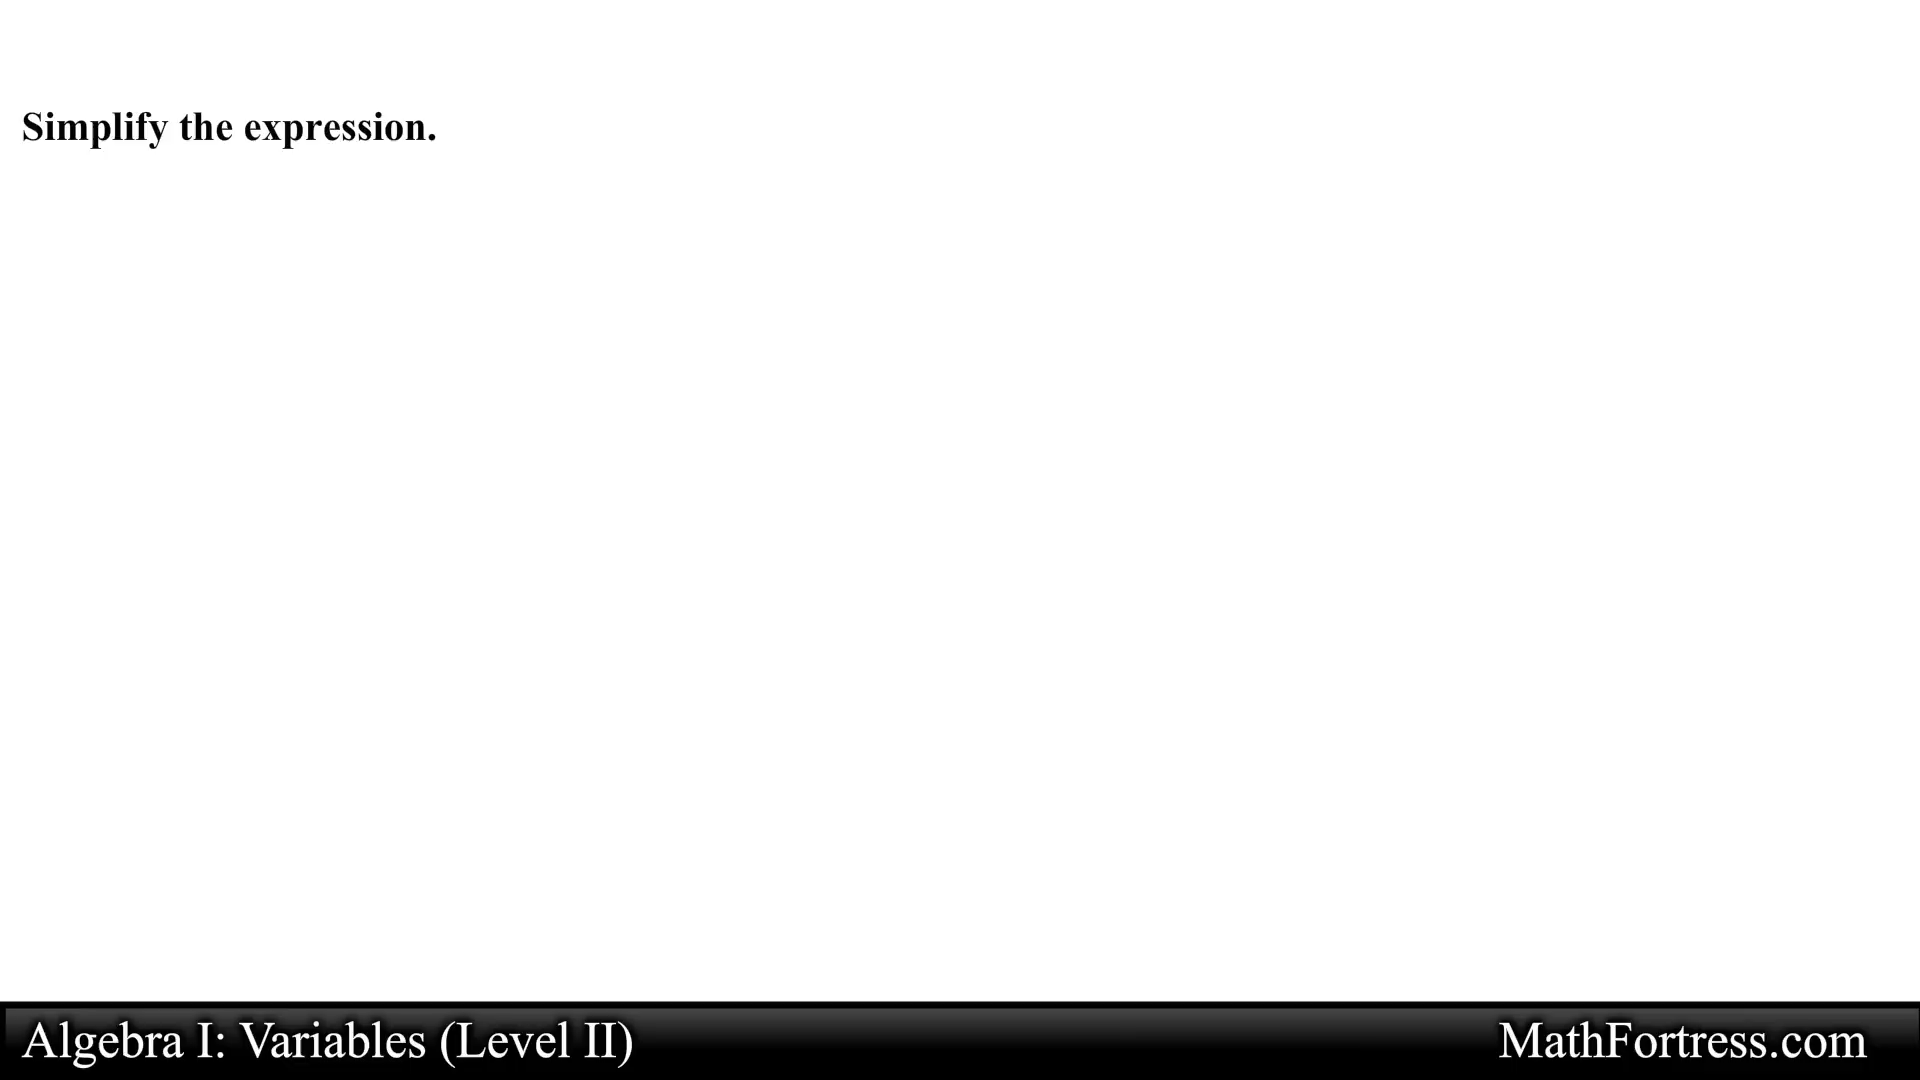 Simplify the expression.
Algebra I: Variables (Level II)
MathFortress.com